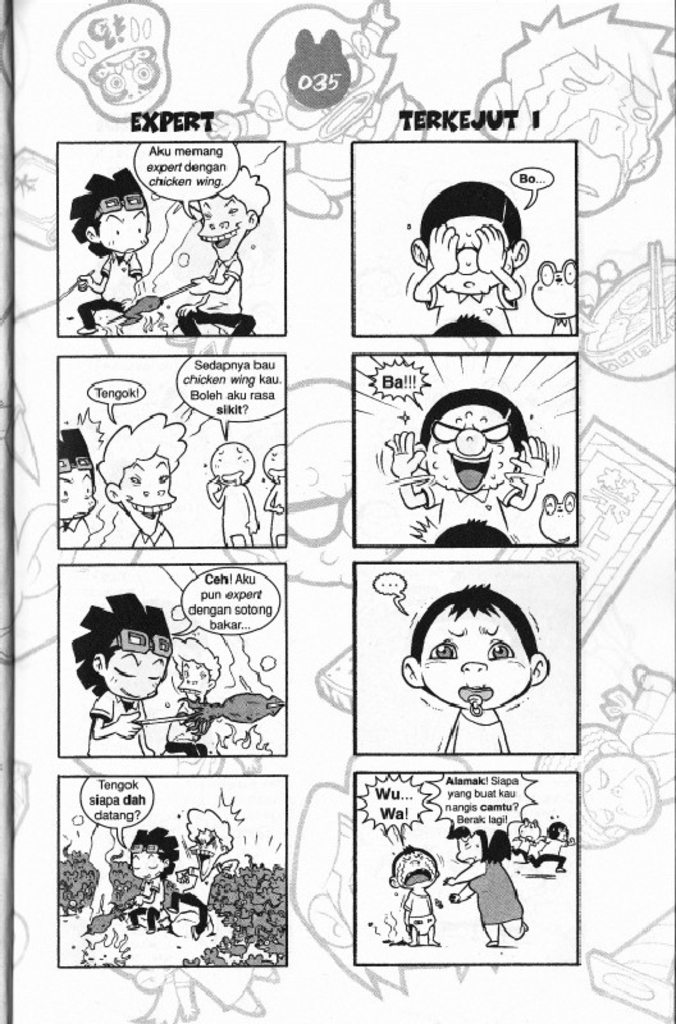 035
EXPERT
Aku memang
expert dengan
chicken wing.
Tengok!
Sedapnya bau
chicken wing kau.
Boleh aku rasa
sikit?
Ceh! Aku
pun expert
dengan sotong
bakar...
Tengok
siapa dah
datang?
TERKEJUT 1
Bo...
Ba!!!
...
Wu...
Wa!
Alamak! Siapa
yang buat kau
nangis camtu?
Berak lagi!